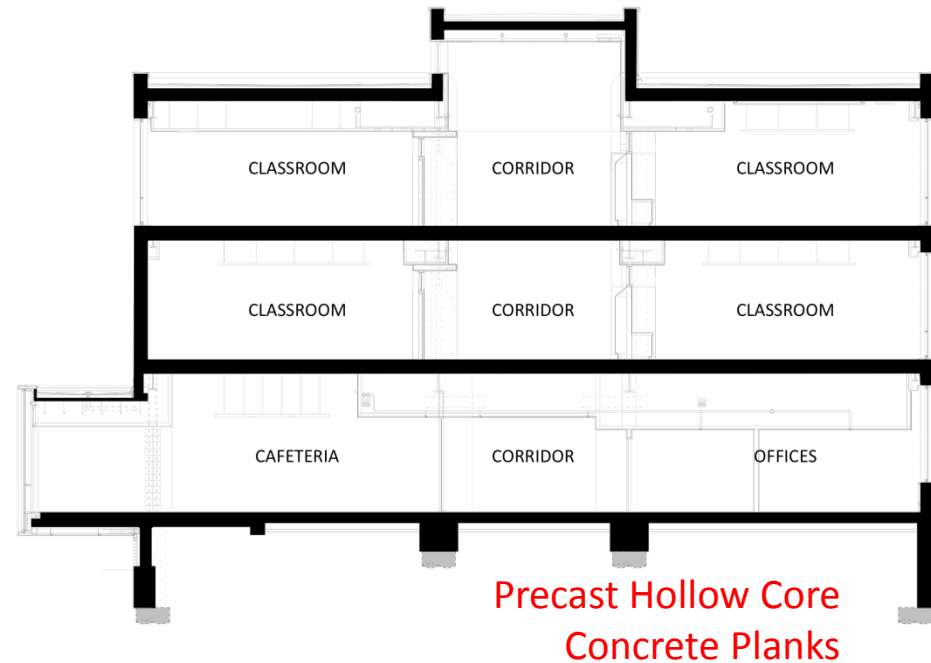 CLASSROOM CORRIDOR CLASSROOM
CLASSROOM CORRIDOR CLASSROOM
CAFETERIA CORRIDOR OFFICES
Precast Hollow Core
Concrete Planks